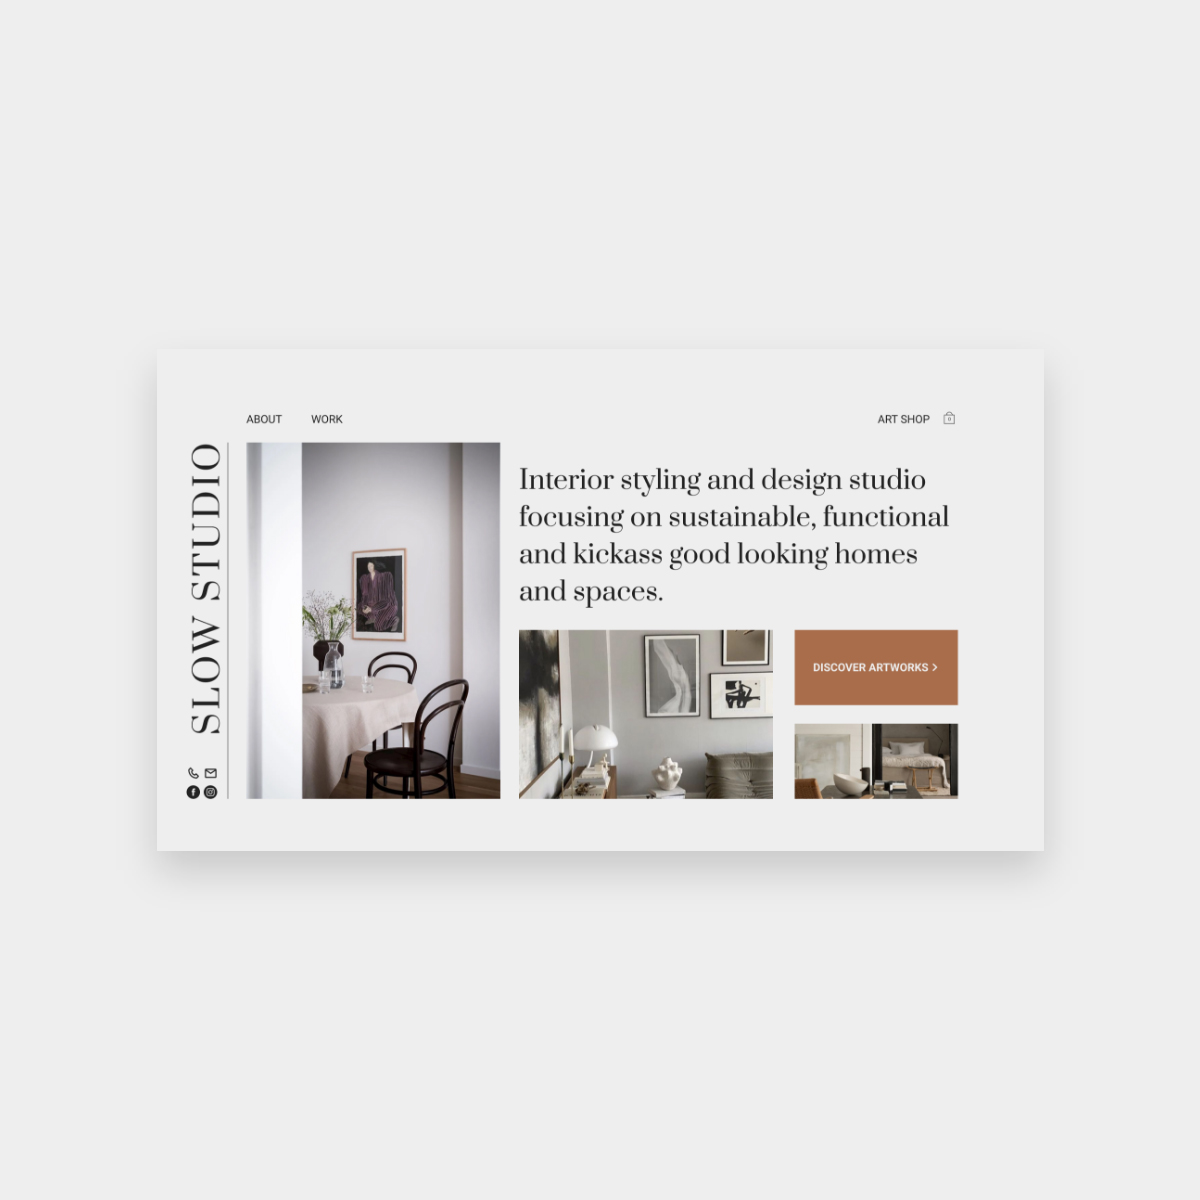 ABOUT
WORK
ART SHOP
0
SLOW STUDIO
Interior styling and design studio
focusing on sustainable, functional
and kickass good looking homes
and spaces.
DISCOVER ARTWORKS >